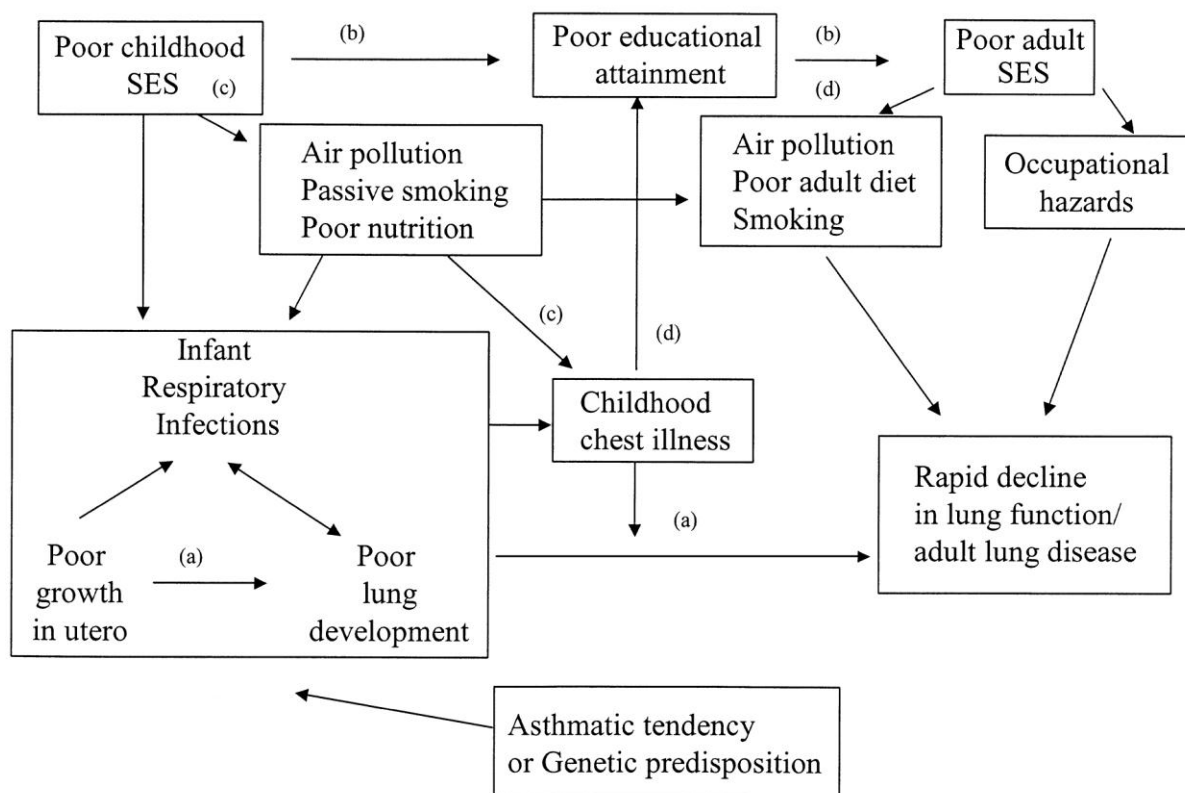 Poor childhood
SES (c)
(b)
Poor educational
attainment
(b)
(d)
Poor adult
SES
Air pollution
Passive smoking
Poor nutrition
Air pollution
Poor adult diet
Smoking
Occupational
hazards
(c)
(d)
Infant
Respiratory
Infections
Childhood
chest illness
(a)
Poor
growth
in utero
(a)
Poor
lung
development
Rapid decline
in lung function/
adult lung disease
Asthmatic tendency
or Genetic predisposition